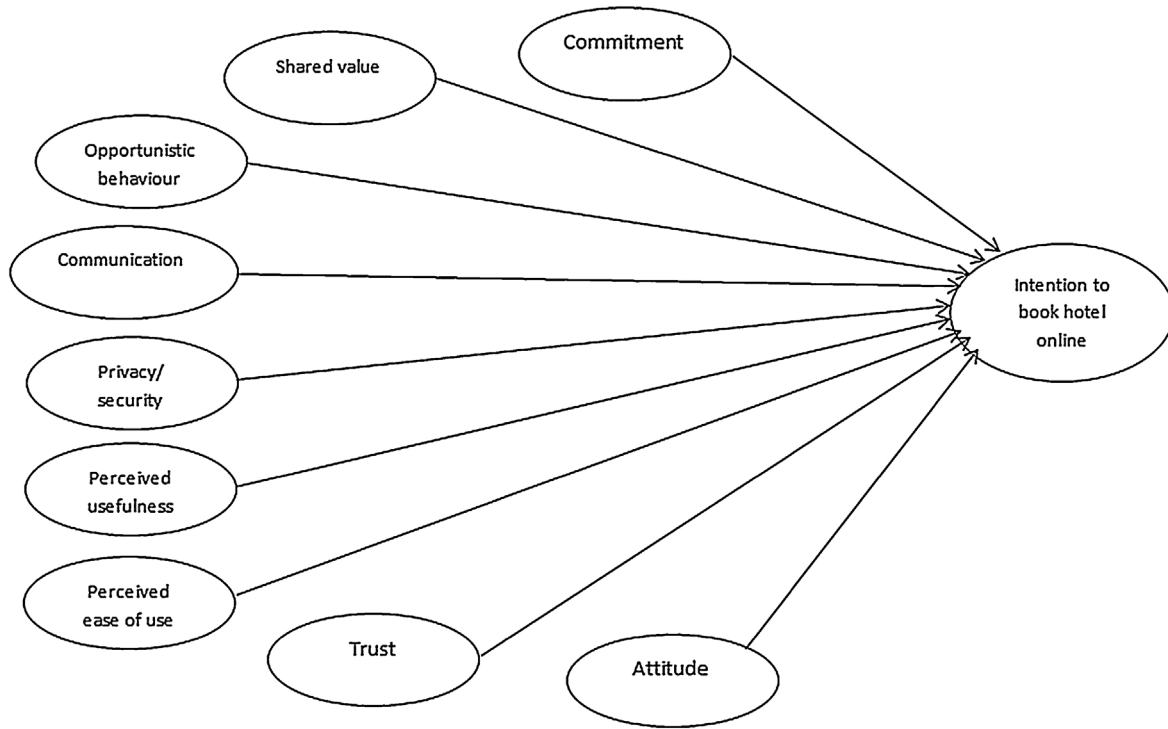 Commitment
Shared value
Opportunistic
behaviour
Communication
Privacy/
security
Perceived
usefulness
Perceived
ease of use
Trust
Attitude
Intention to
book hotel
online